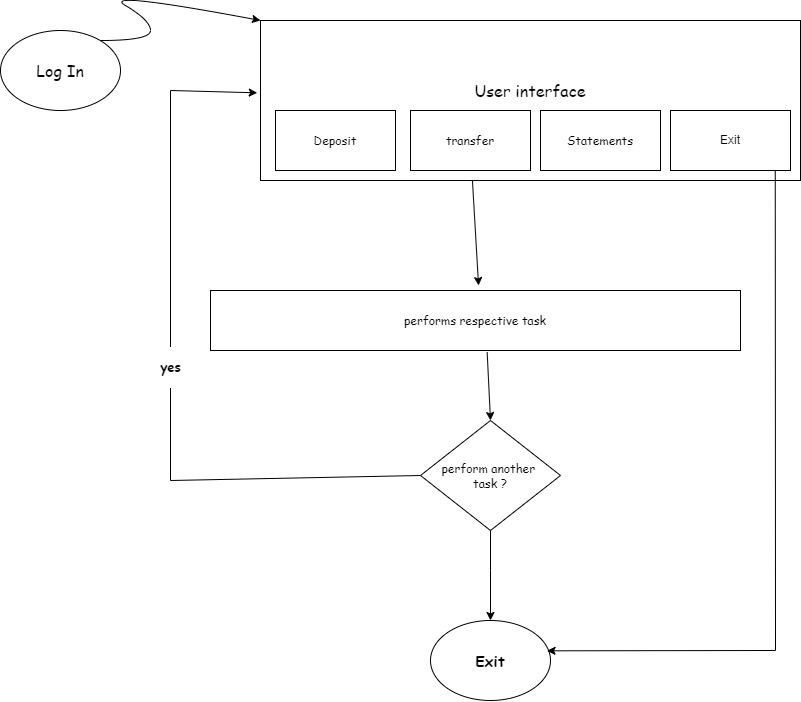 Log In
User interface
Deposit
transfer
Statements
Exit
performs respective task
yes
perform another
task ?
Exit